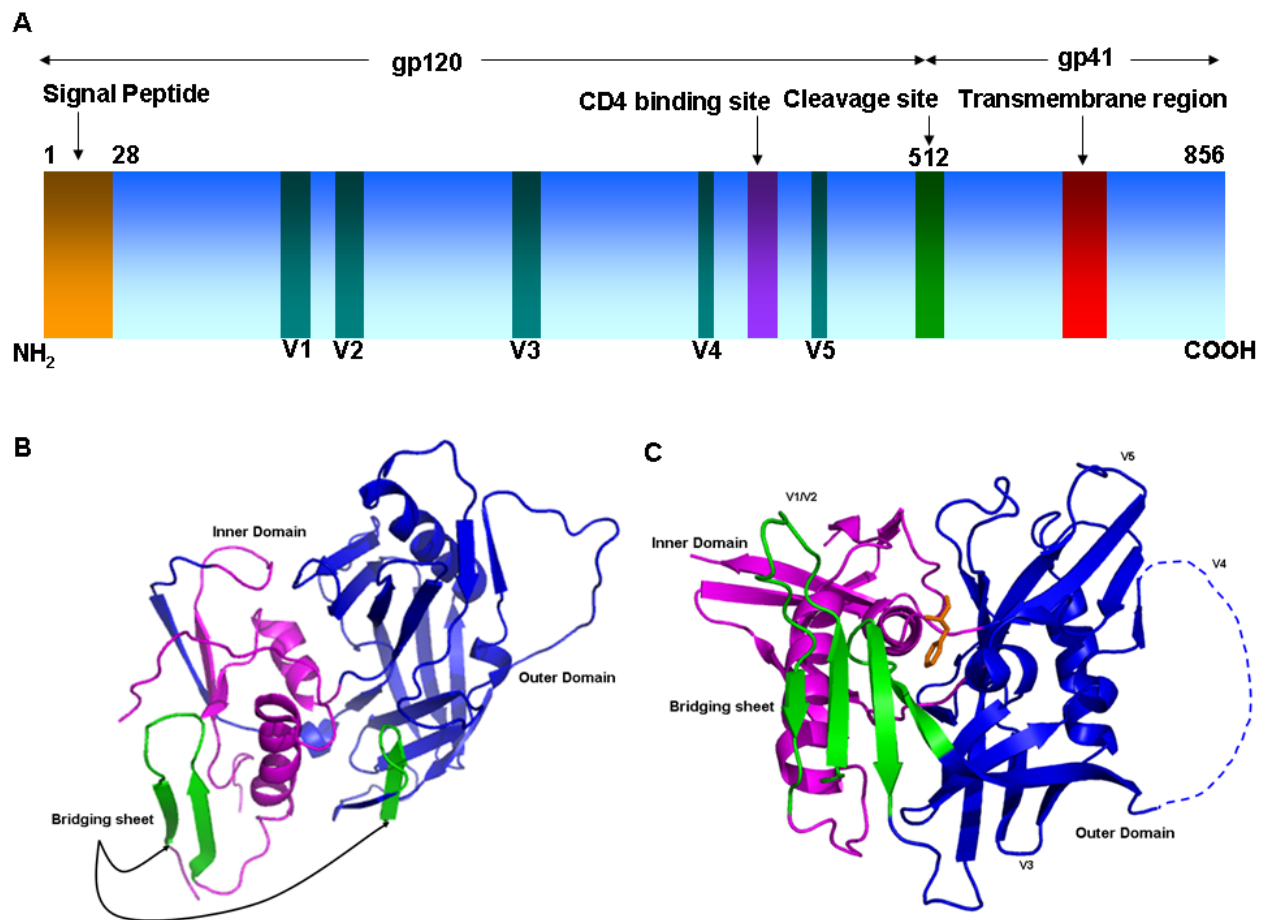 A
gp120 gp41
Signal Peptide CD4 binding site Cleavage site Transmembrane region
1 28 512 856
V1 V2 V3 V4 V5
NH2 COOH
B
Inner Domain
Outer Domain
Bridging sheet
C
V5
V1/V2
Inner Domain
V4
Bridging sheet
Outer Domain
V3